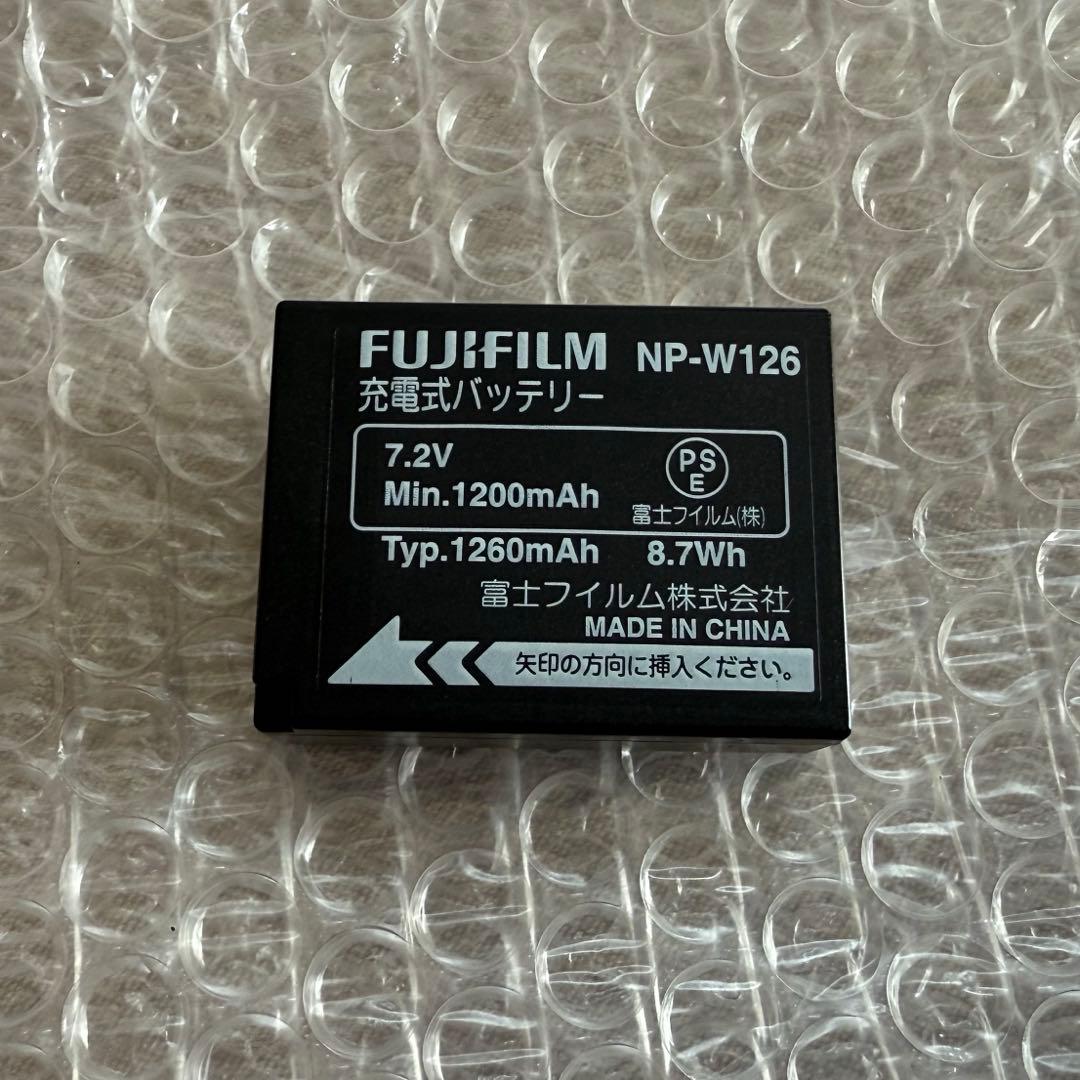 FUJIFILM NP-W126
充電式バッテリー
7.2V
Min.1200mAh
PSE
富士フイルム(株)
Typ.1260mAh 8.7Wh
富士フイルム株式会社
MADE IN CHINA
矢印の方向に挿入ください。